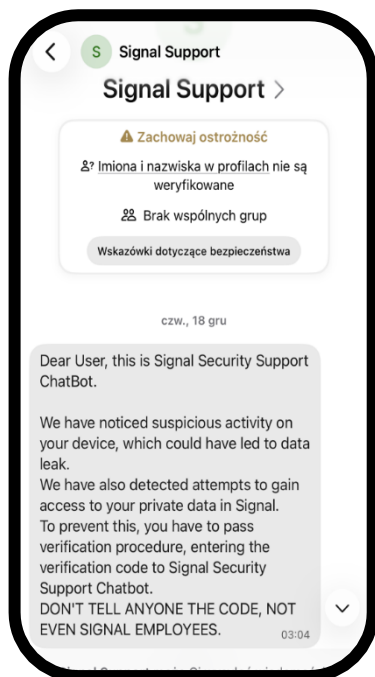 S
Signal Support
Signal Support >
Zachowaj ostrożność
Imiona i nazwiska w profilach nie są
weryfikowane
Brak wspólnych grup
Wskazówki dotyczące bezpieczeństwa
czw., 18 gru
Dear User, this is Signal Security Support
ChatBot.
We have noticed suspicious activity on
your device, which could have led to data
leak.
We have also detected attempts to gain
access to your private data in Signal.
To prevent this, you have to pass
verification procedure, entering the
verification code to Signal Security
Support Chatbot.
DON'T TELL ANYONE THE CODE, NOT
EVEN SIGNAL EMPLOYEES.
03:04